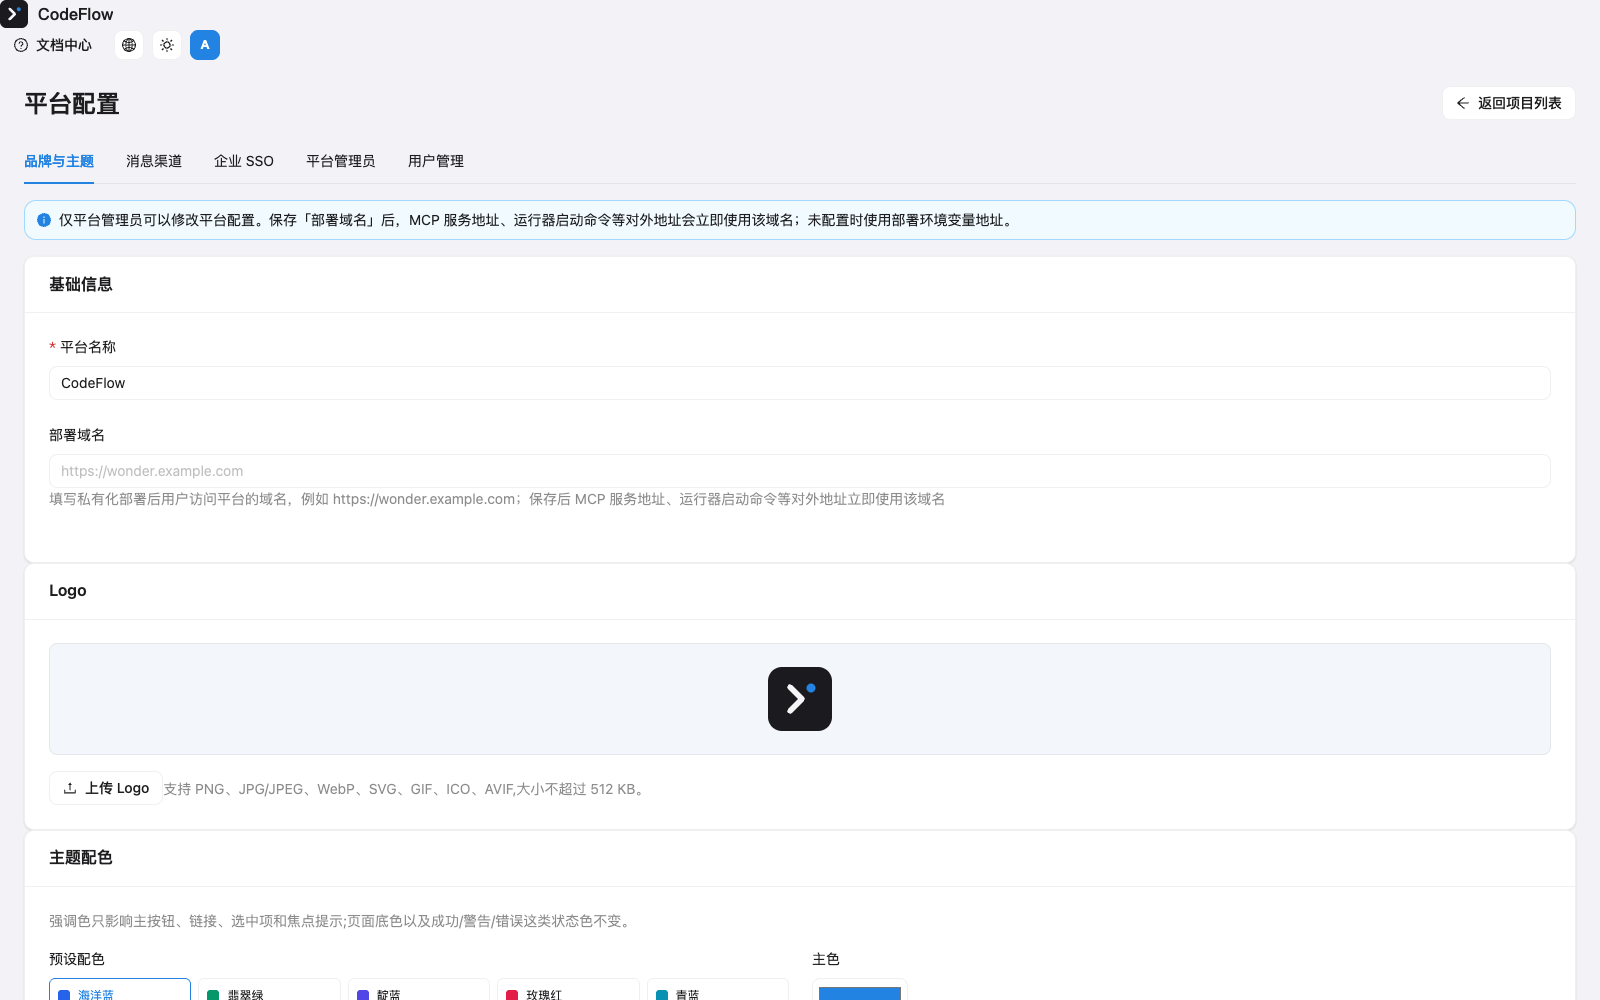 CodeFlow
文档中心
A
平台配置
返回项目列表
品牌与主题 消息渠道 企业 SSO 平台管理员 用户管理
仅平台管理员可以修改平台配置。保存「部署域名」后，MCP 服务地址、运行器启动命令等对外地址会立即使用该域名；未配置时使用部署环境变量地址。
基础信息
* 平台名称
CodeFlow
部署域名
https://wonder.example.com
填写私有化部署后用户访问平台的域名，例如 https://wonder.example.com；保存后 MCP 服务地址、运行器启动命令等对外地址立即使用该域名
Logo
上传 Logo 支持 PNG、JPG/JPEG、WebP、SVG、GIF、ICO、AVIF,大小不超过 512 KB。
主题配色
强调色只影响主按钮、链接、选中项和焦点提示;页面底色以及成功/警告/错误这类状态色不变。
预设配色 主色
海洋蓝 翡翠绿 靛蓝 玫瑰红 青蓝